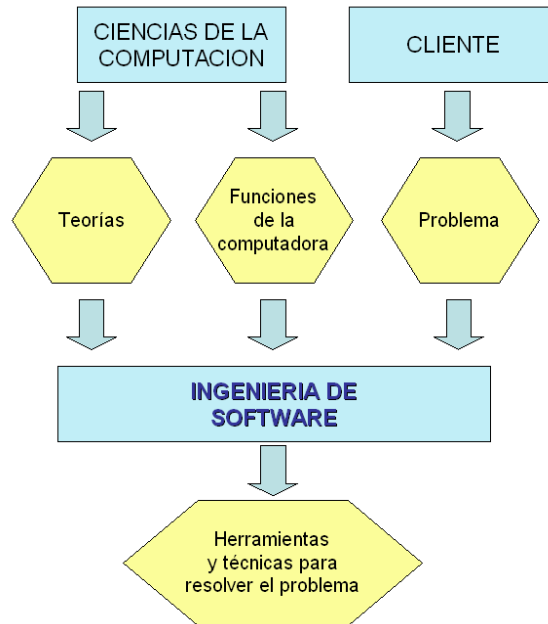 CIENCIAS DE LA
COMPUTACION
CLIENTE
Teorías
Funciones
de la
computadora
Problema
INGENIERIA DE
SOFTWARE
Herramientas
y técnicas para
resolver el problema